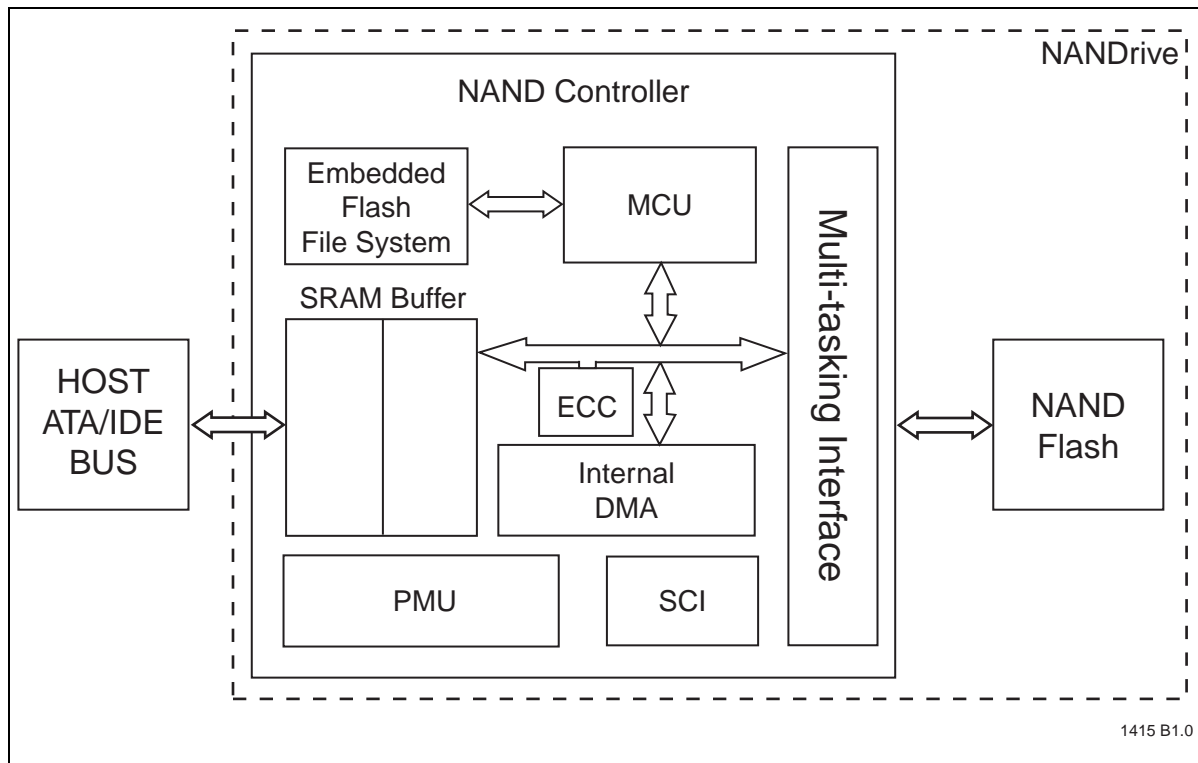 NANDrive
NAND Controller
Embedded
Flash
File System
MCU
Multi-tasking Interface
SRAM Buffer
HOST
ATA/IDE
BUS
ECC
NAND
Flash
Internal
DMA
PMU
SCI
1415 B1.0